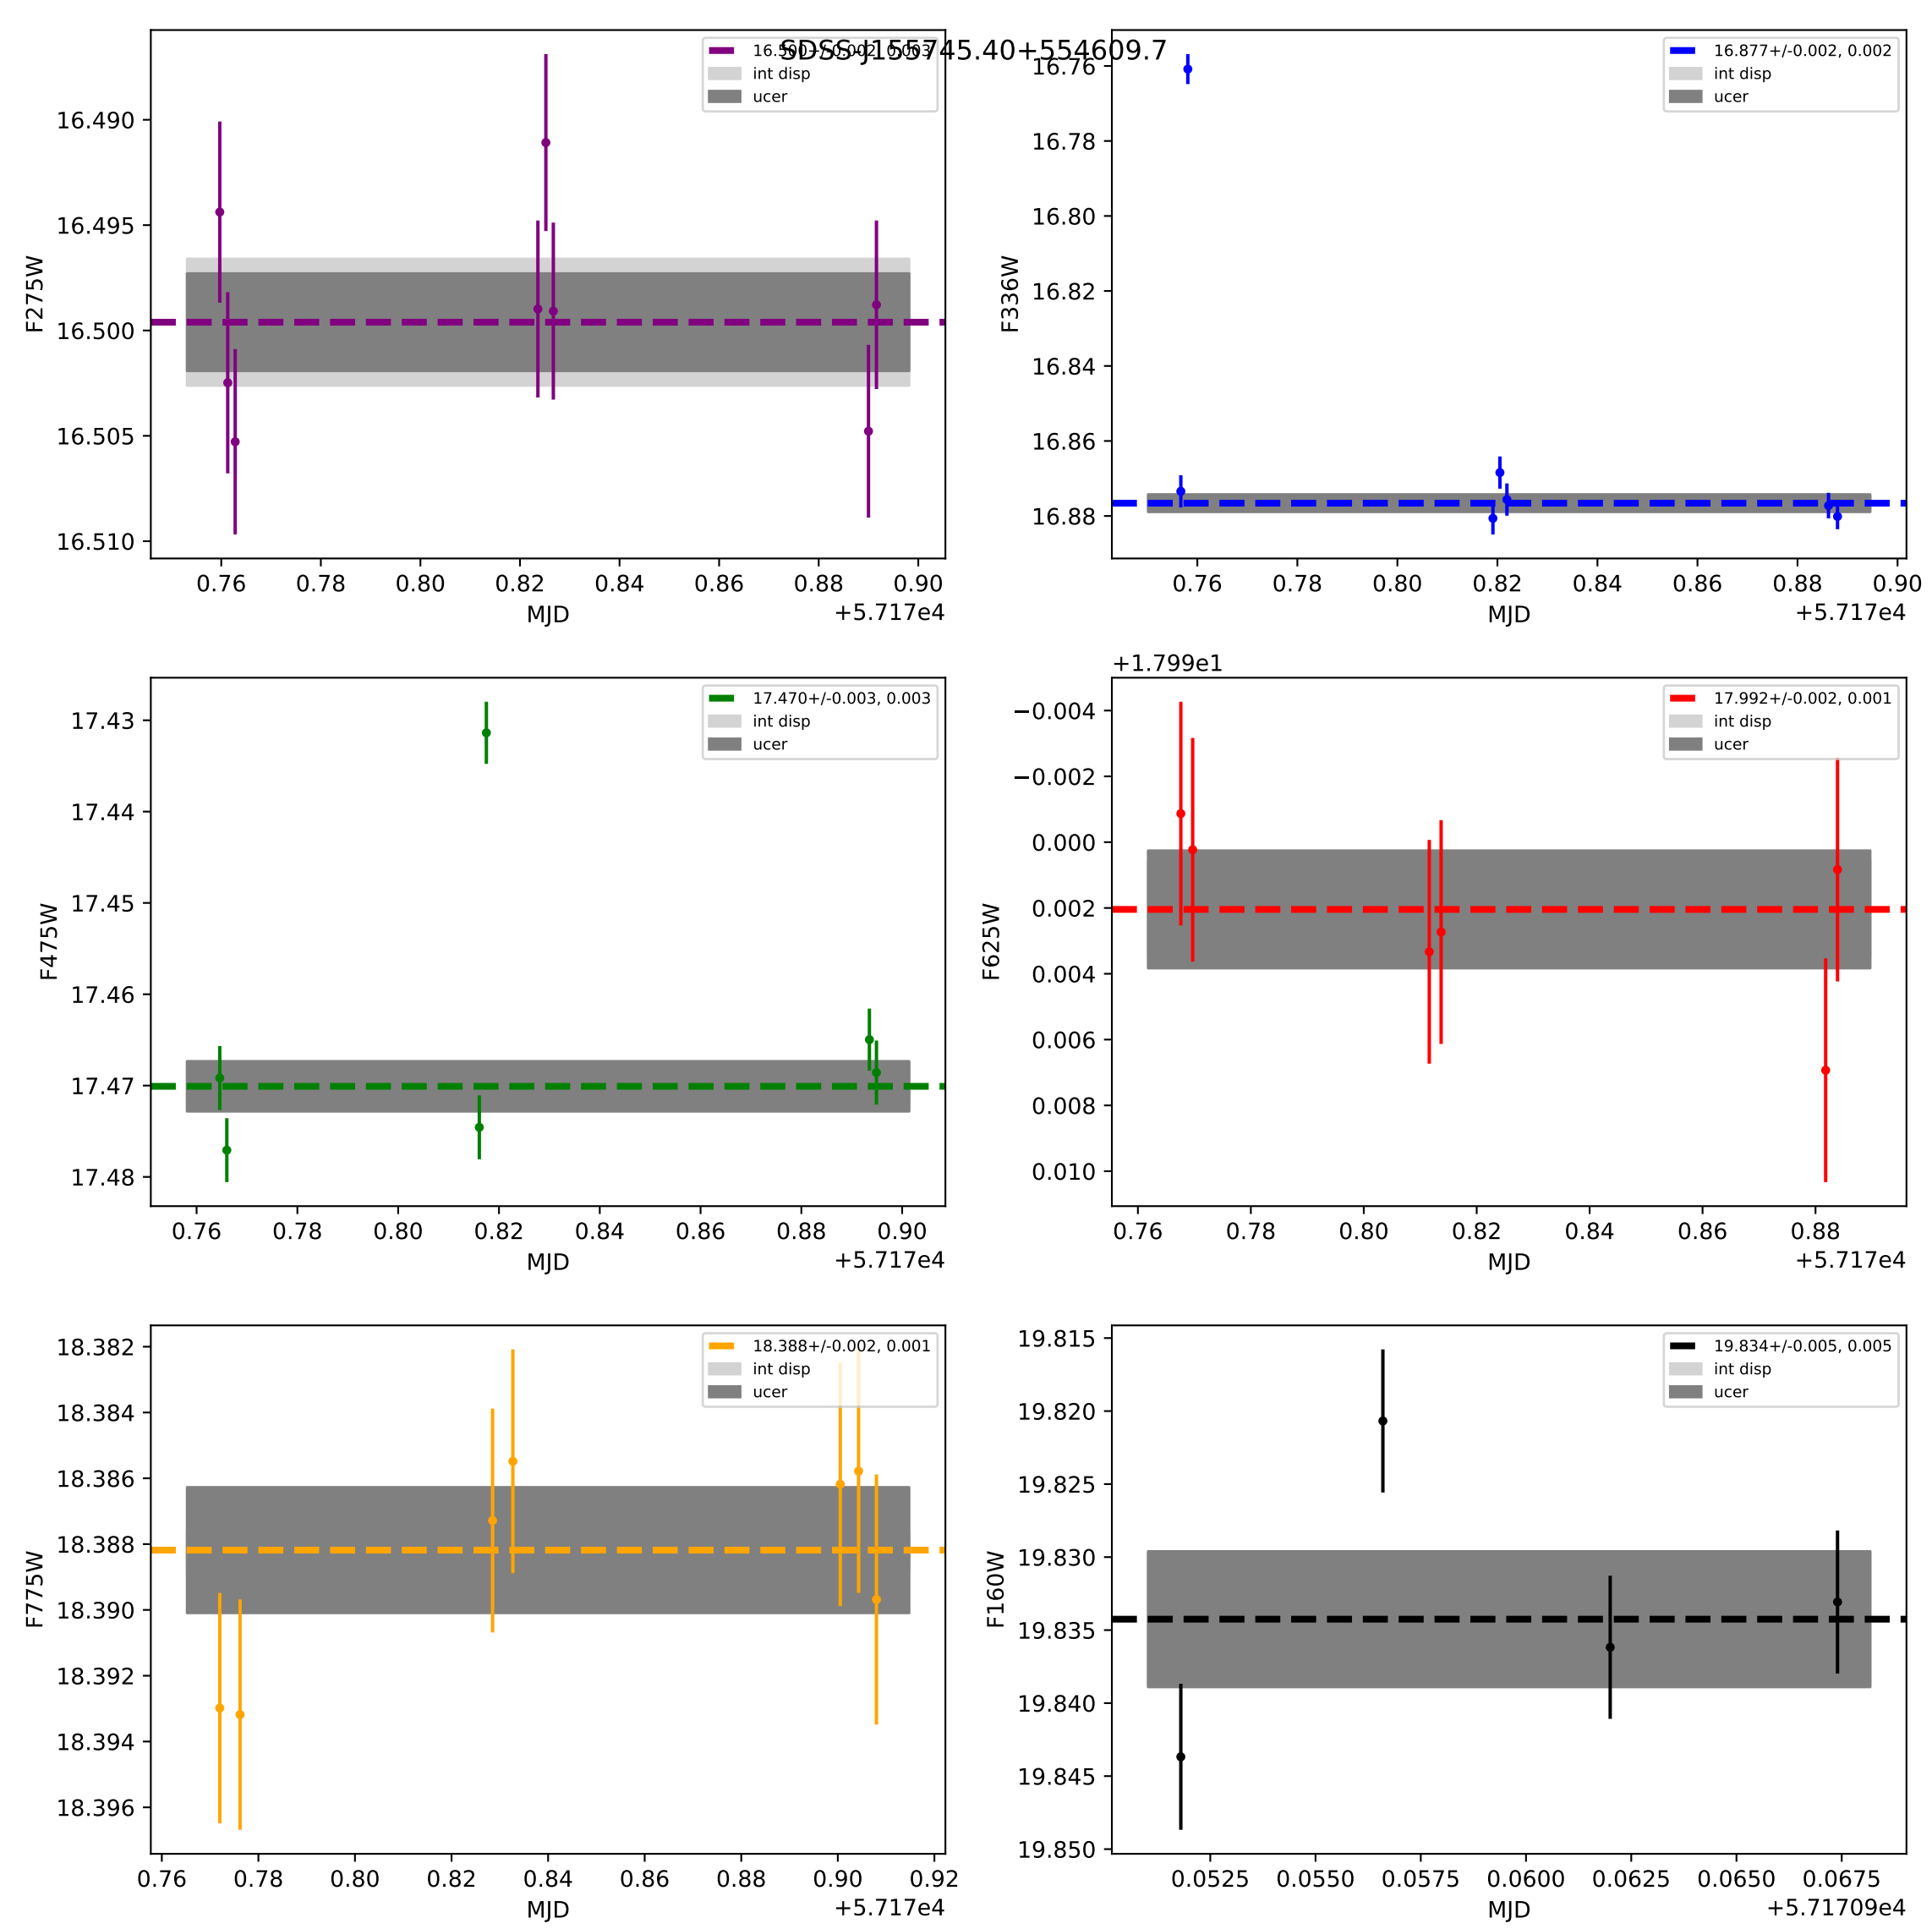 SDSS-J155745.40+554609.7
16.500+/-0.002, 0.003
int disp
ucer
16.490
16.495
16.500
16.505
16.510
F275W
0.76 0.78 0.80 0.82 0.84 0.86 0.88 0.90
MJD
+5.717e4
16.877+/-0.002, 0.002
int disp
ucer
16.76
16.78
16.80
16.82
16.84
16.86
16.88
F336W
0.76 0.78 0.80 0.82 0.84 0.86 0.88 0.90
MJD
+5.717e4
17.470+/-0.003, 0.003
int disp
ucer
17.43
17.44
17.45
17.46
17.47
17.48
F475W
0.76 0.78 0.80 0.82 0.84 0.86 0.88 0.90
MJD
+5.717e4
+1.799e1
17.992+/-0.002, 0.001
int disp
ucer
−0.004
−0.002
0.000
0.002
0.004
0.006
0.008
0.010
F625W
0.76 0.78 0.80 0.82 0.84 0.86 0.88
MJD
+5.717e4
18.388+/-0.002, 0.001
int disp
ucer
18.382
18.384
18.386
18.388
18.390
18.392
18.394
18.396
F775W
0.76 0.78 0.80 0.82 0.84 0.86 0.88 0.90 0.92
MJD
+5.717e4
19.834+/-0.005, 0.005
int disp
ucer
19.815
19.820
19.825
19.830
19.835
19.840
19.845
19.850
F160W
0.0525 0.0550 0.0575 0.0600 0.0625 0.0650 0.0675
MJD
+5.71709e4